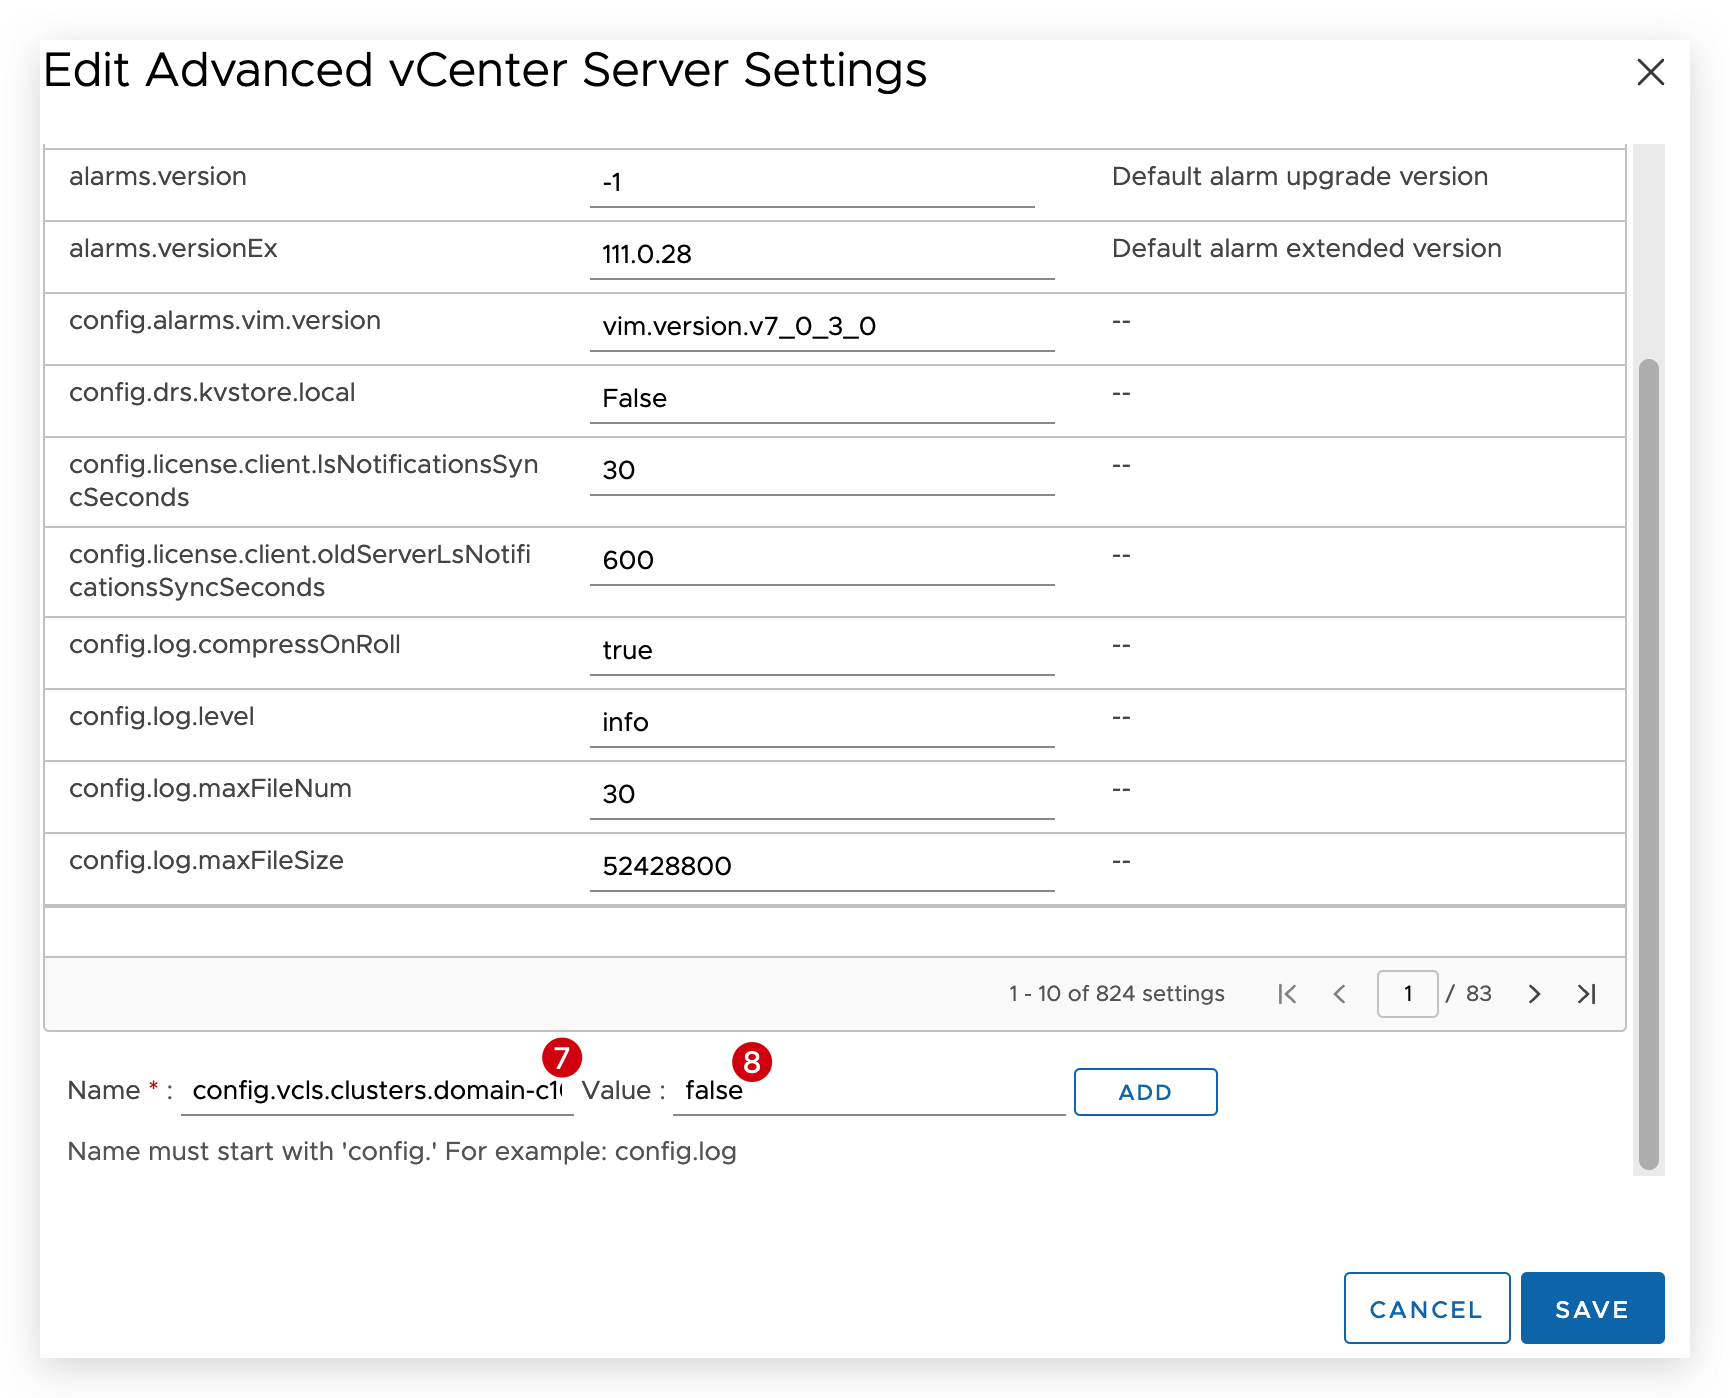 Edit Advanced vCenter Server Settings
alarms.version -1 Default alarm upgrade version
alarms.versionEx 111.0.28 Default alarm extended version
config.alarms.vim.version vim.version.v7_0_3_0 --
config.drs.kvstore.local False --
config.license.client.lsNotificationsSyn 30 --
cSeconds
config.license.client.oldServerLsNotifi 600 --
cationsSyncSeconds
config.log.compressOnRoll true --
config.log.level info --
config.log.maxFileNum 30 --
config.log.maxFileSize 52428800 --
1 - 10 of 824 settings 1 / 83
7 8
Name * : config.vcls.clusters.domain-c1 Value : false ADD
Name must start with 'config.' For example: config.log
CANCEL SAVE